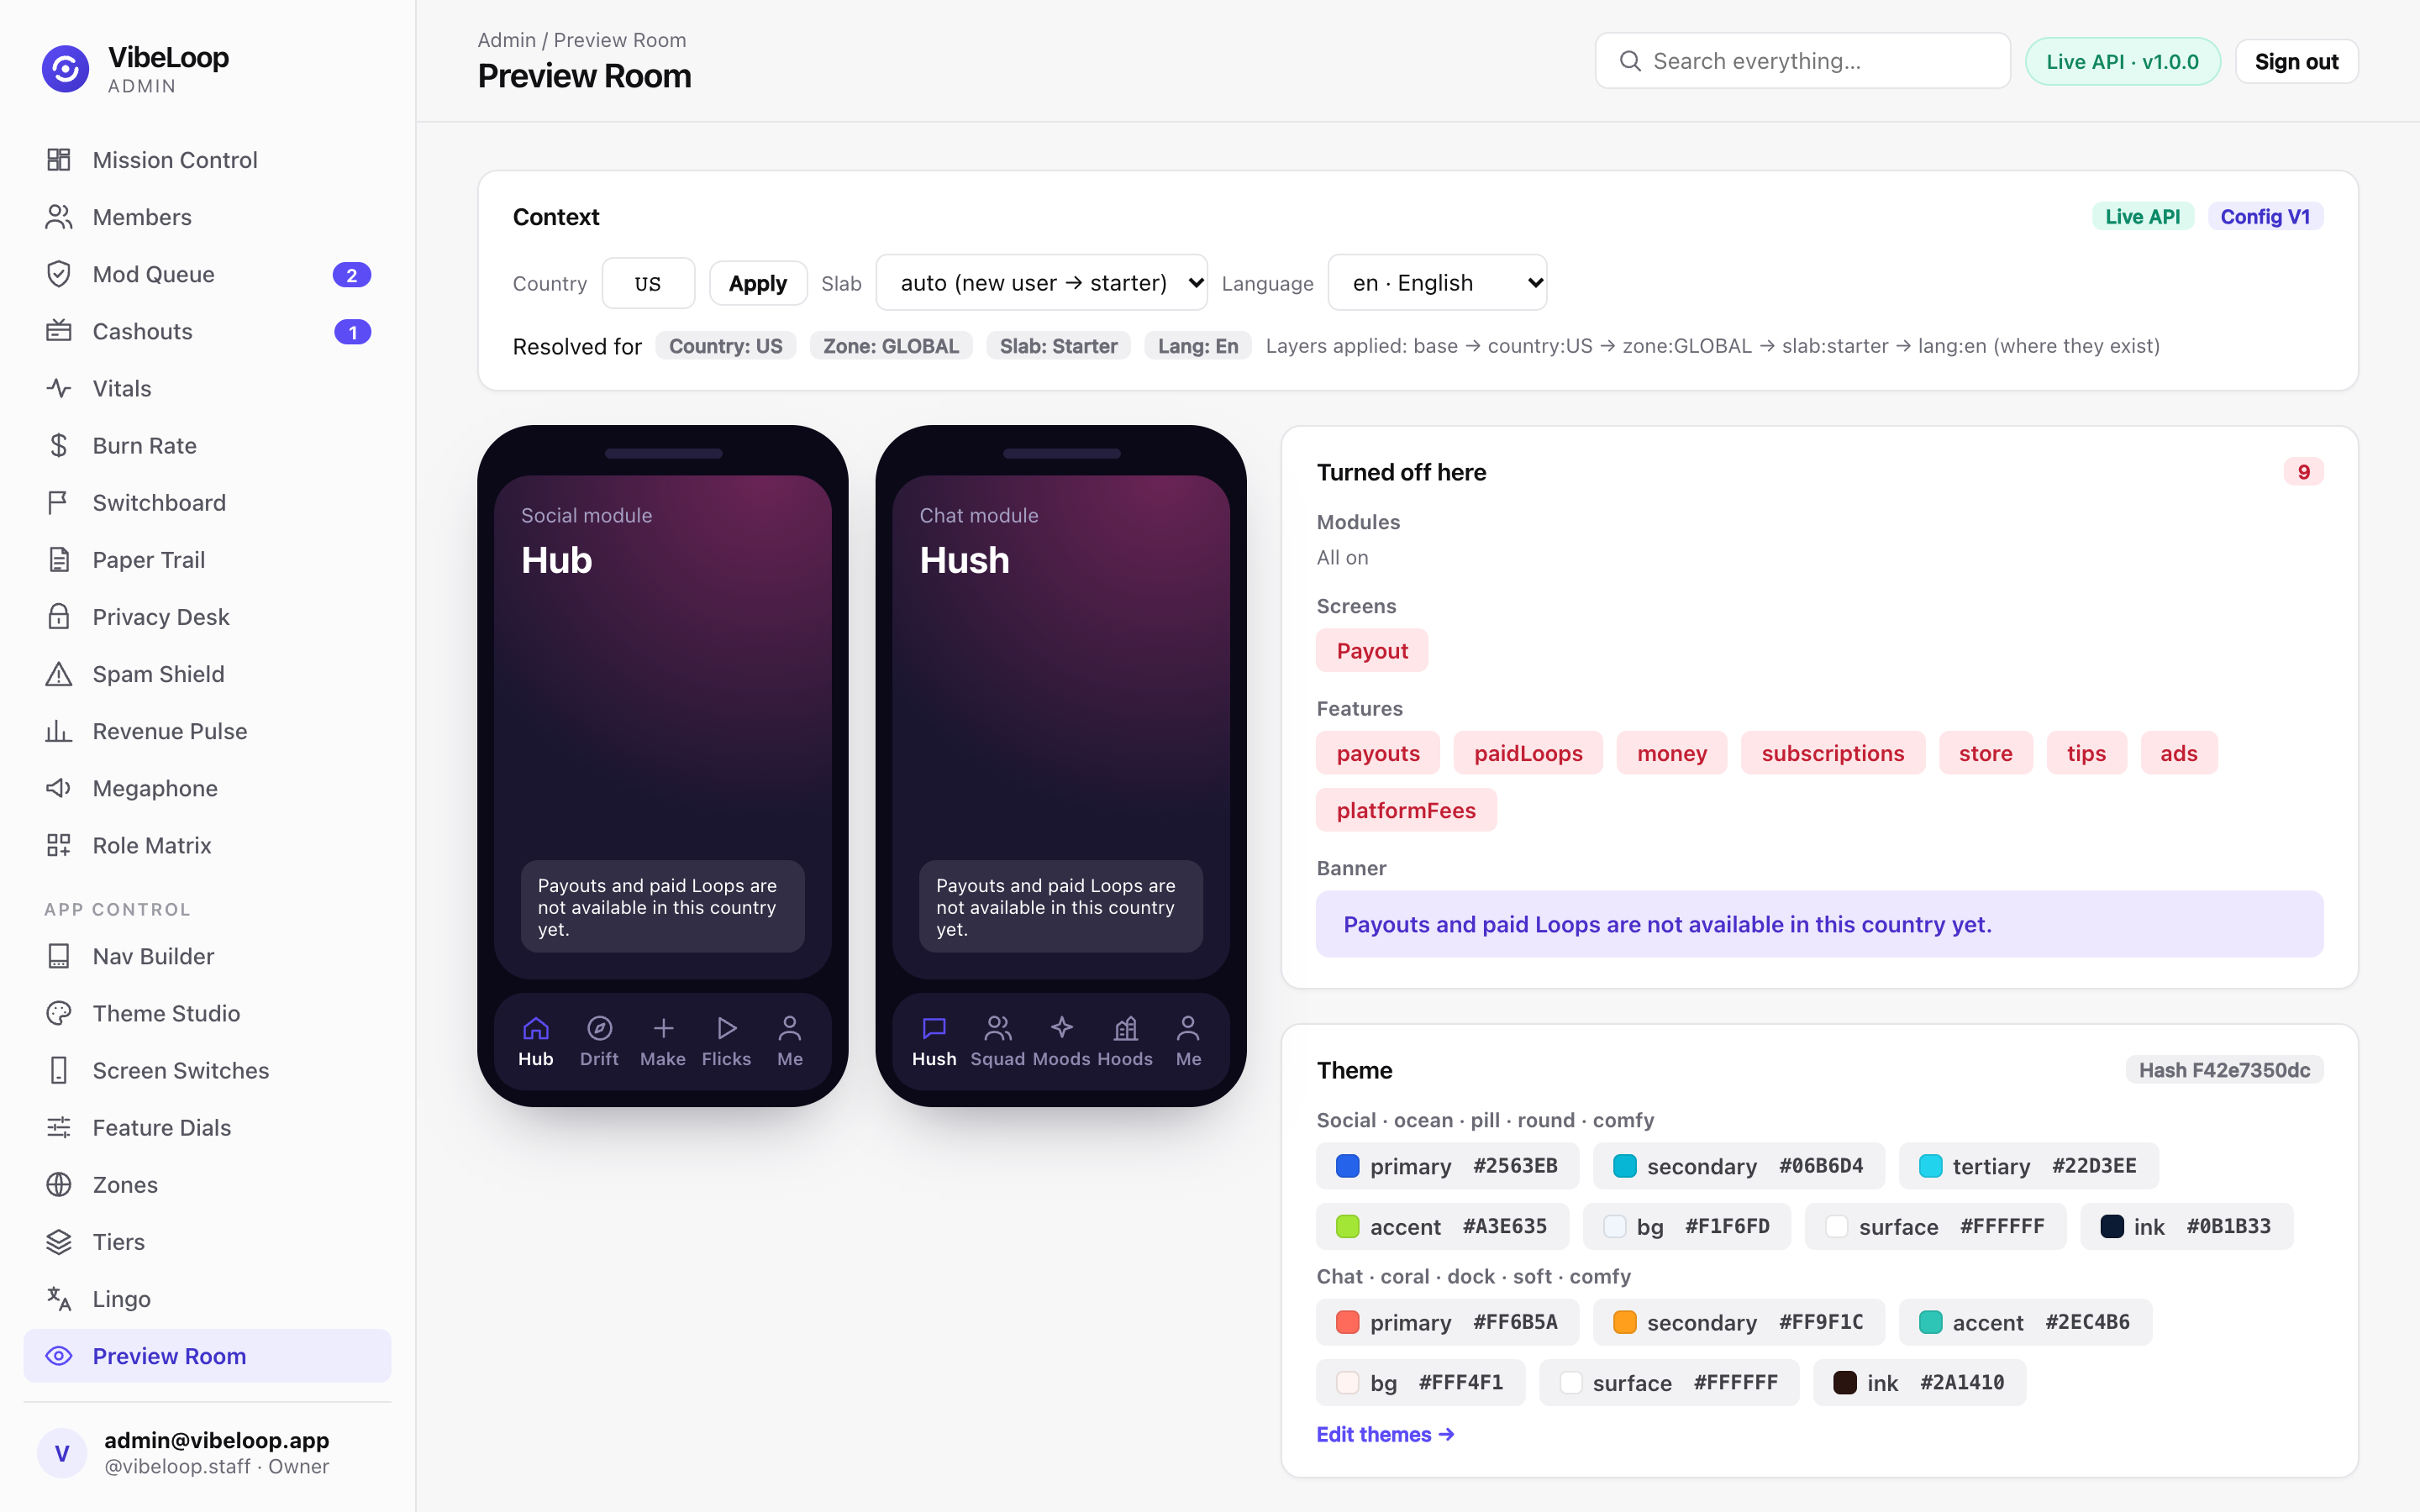 VibeLoop
ADMIN
Mission Control
Members
Mod Queue 2
Cashouts 1
Vitals
Burn Rate
Switchboard
Paper Trail
Privacy Desk
Spam Shield
Revenue Pulse
Megaphone
Role Matrix
APP CONTROL
Nav Builder
Theme Studio
Screen Switches
Feature Dials
Zones
Tiers
Lingo
Preview Room
V
admin@vibeloop.app
@vibeloop.staff · Owner
Admin / Preview Room
Preview Room
Search everything...
Live API · v1.0.0
Sign out
Context
Live API Config V1
Country US Apply Slab auto (new user → starter) Language en · English
Resolved for Country: US Zone: GLOBAL Slab: Starter Lang: En Layers applied: base → country:US → zone:GLOBAL → slab:starter → lang:en (where they exist)
Social module
Hub
Payouts and paid Loops are
not available in this country
yet.
Hub Drift Make Flicks Me
Chat module
Hush
Payouts and paid Loops are
not available in this country
yet.
Hush Squad Moods Hoods Me
Turned off here 9
Modules
All on
Screens
Payout
Features
payouts paidLoops money subscriptions store tips ads
platformFees
Banner
Payouts and paid Loops are not available in this country yet.
Theme Hash F42e7350dc
Social · ocean · pill · round · comfy
primary #2563EB secondary #06B6D4 tertiary #22D3EE
accent #A3E635 bg #F1F6FD surface #FFFFFF ink #0B1B33
Chat · coral · dock · soft · comfy
primary #FF6B5A secondary #FF9F1C accent #2EC4B6
bg #FFF4F1 surface #FFFFFF ink #2A1410
Edit themes →